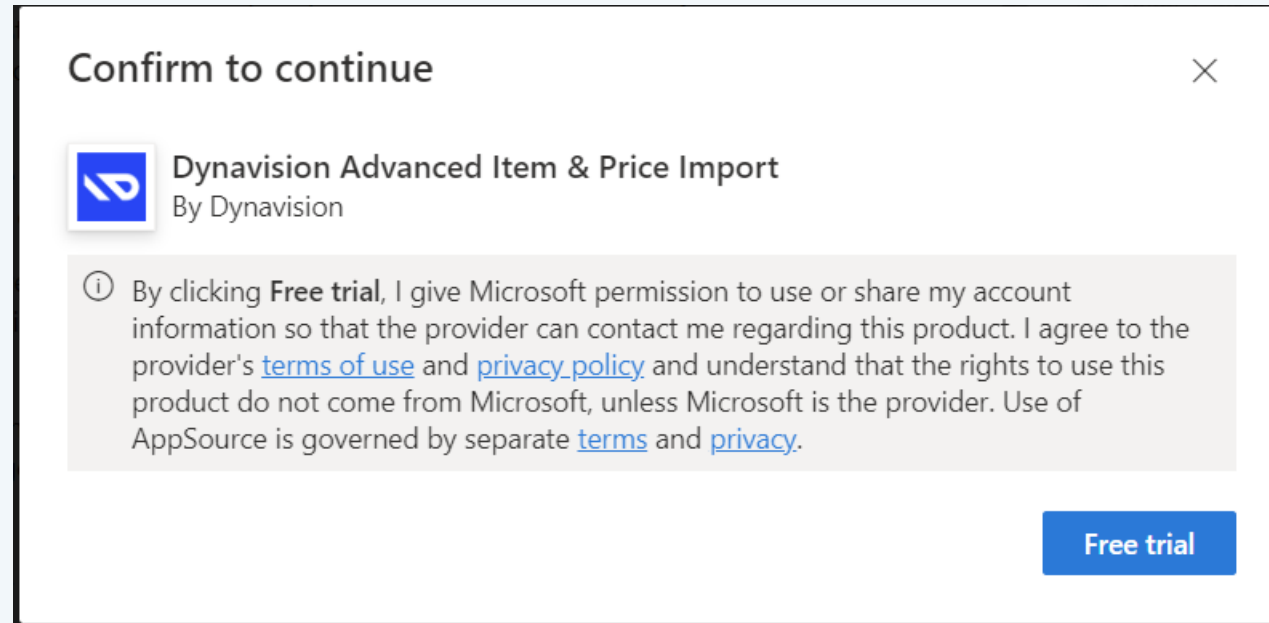 Confirm to continue
Dynavision Advanced Item & Price Import
By Dynavision
By clicking Free trial, I give Microsoft permission to use or share my account
information so that the provider can contact me regarding this product. I agree to the
provider's terms of use and privacy policy and understand that the rights to use this
product do not come from Microsoft, unless Microsoft is the provider. Use of
AppSource is governed by separate terms and privacy.
Free trial